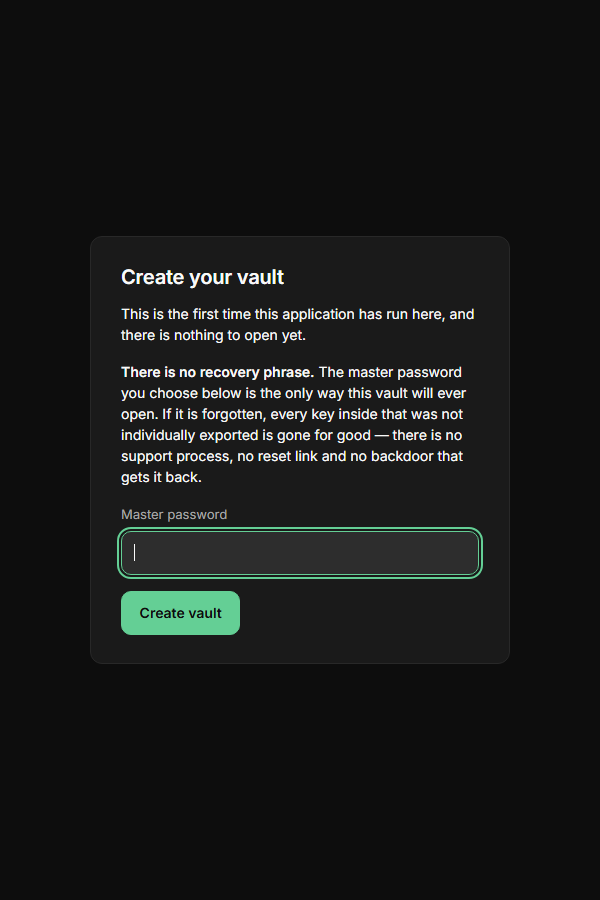 Create your vault
This is the first time this application has run here, and
there is nothing to open yet.
There is no recovery phrase. The master password
you choose below is the only way this vault will ever
open. If it is forgotten, every key inside that was not
individually exported is gone for good — there is no
support process, no reset link and no backdoor that
gets it back.
Master password
Create vault